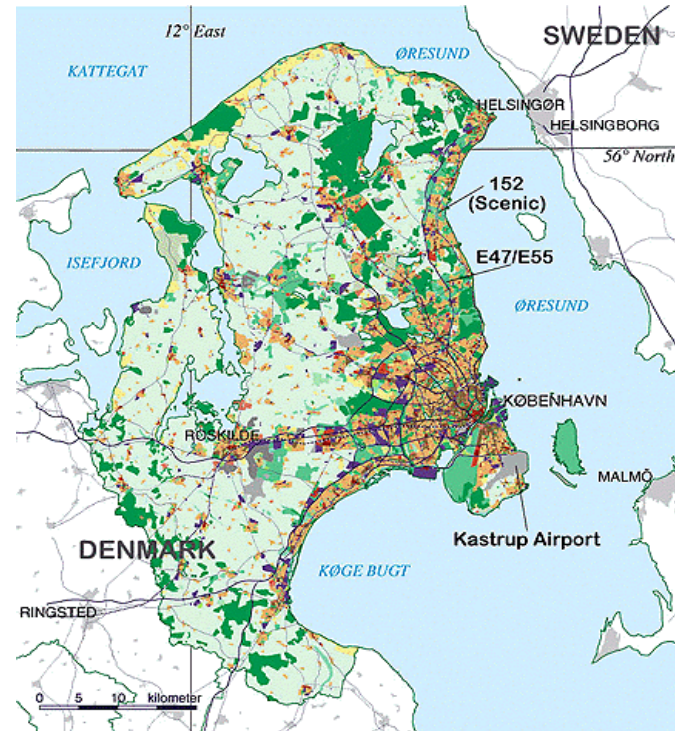 12° East
SWEDEN
KATTEGAT
ØRESUND
HELSINGØR
HELSINGBORG
56° North
152
(Scenic)
ISEFJORD
E47/E55
ØRESUND
KØBENHAVN
ROSKILDE
MALMÖ
Kastrup Airport
DENMARK
KØGE BUGT
RINGSTED
0 5 10 kilometer